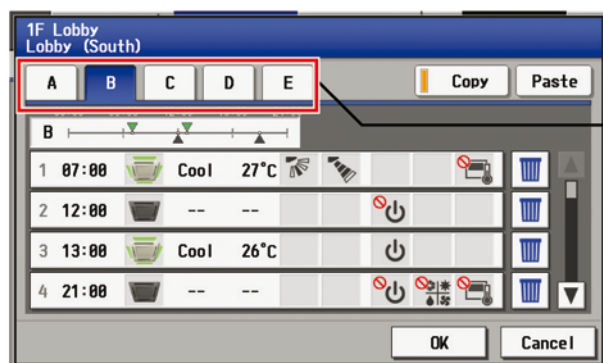 1F Lobby
Lobby (South)
A B C D E Copy Paste
B
1 07:00 Cool 27°C
2 12:00 -- --
3 13:00 Cool 26°C
4 21:00 -- --
OK Cancel